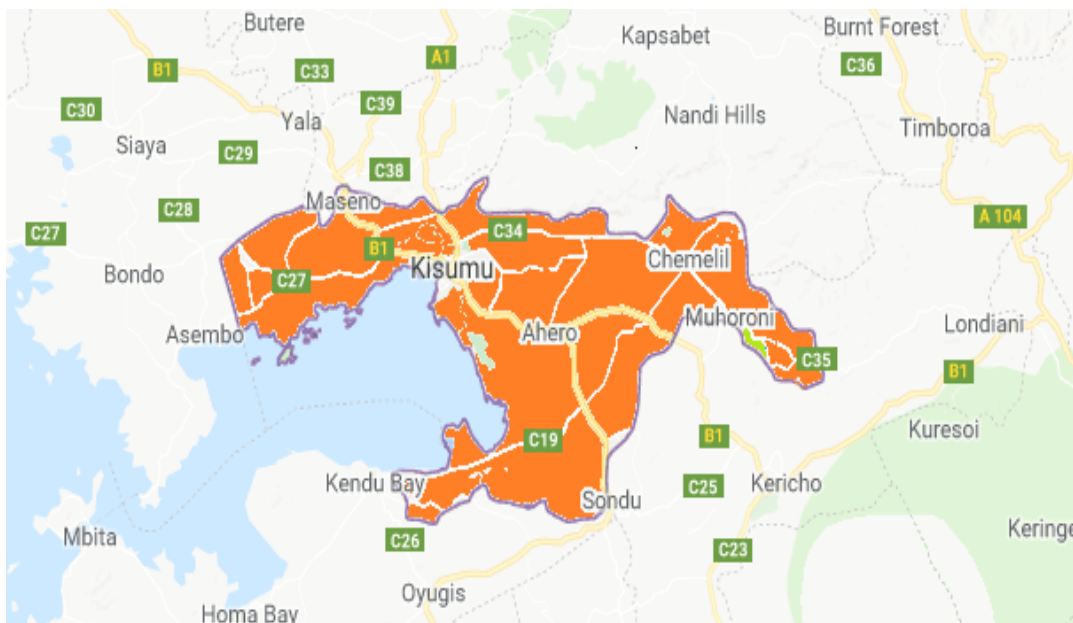 Butere
Kapsabet
Burnt Forest
B1
A1
C33
C36
C30
C39
Yala
Nandi Hills
Timboroa
Siaya
C29
C38
Maseno
C28
A 104
C27
C34
B1
Chemelil
Kisumu
Bondo
C27
Muhoroni
Asembo
Ahero
Londiani
C35
B1
Kuresoi
C19
B1
Kendu Bay
Sondu
C25
Kericho
Mbita
C26
C23
Keringe
Oyugis
Homa Bay